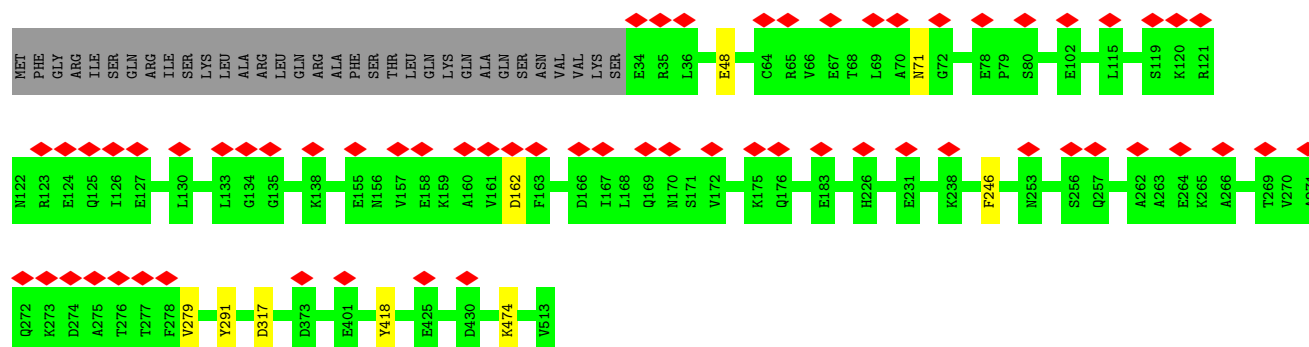 MET PHE GLY ARG ILE SER GLN ARG ILE SER LYS LEU ALA ARG LEU GLN ARG ALA PHE SER THR LEU GLN LYS GLN ALA GLN SER ASN VAL VAL LYS SER E34 R35 L36 E48 C64 R65 V66 E67 T68 L69 A70 N71 G72 E78 P79 S80 E102 L115 S119 K120 R121
N122 R123 E124 Q125 I126 E127 L130 L133 G134 G135 K138 E155 N156 V157 E158 K159 A160 V161 D162 F163 D166 I167 L168 Q169 N170 S171 V172 K175 Q176 E183 H226 E231 K238 F246 N253 S256 Q257 A262 A263 E264 K265 A266 T269 V270 A271
Q272 K273 D274 A275 T276 T277 F278 V279 Y291 D317 D373 E401 Y418 E425 D430 K474 V513